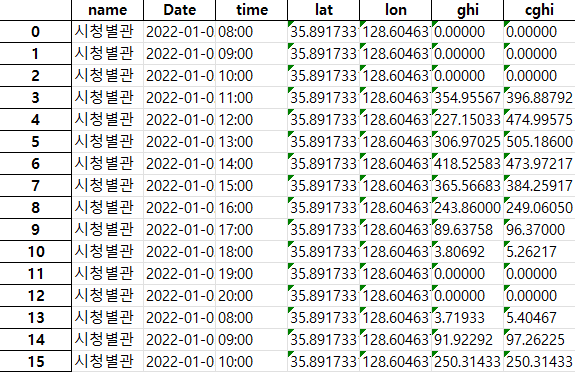 name Date time lat lon ghi cghi
0 시청별관 2022-01-0 08:00 35.891733 128.60463 0.00000 0.00000
1 시청별관 2022-01-0 09:00 35.891733 128.60463 0.00000 0.00000
2 시청별관 2022-01-0 10:00 35.891733 128.60463 0.00000 0.00000
3 시청별관 2022-01-0 11:00 35.891733 128.60463 354.95567 396.88792
4 시청별관 2022-01-0 12:00 35.891733 128.60463 227.15033 474.99575
5 시청별관 2022-01-0 13:00 35.891733 128.60463 306.97025 505.18600
6 시청별관 2022-01-0 14:00 35.891733 128.60463 418.52583 473.97217
7 시청별관 2022-01-0 15:00 35.891733 128.60463 365.56683 384.25917
8 시청별관 2022-01-0 16:00 35.891733 128.60463 243.86000 249.06050
9 시청별관 2022-01-0 17:00 35.891733 128.60463 89.63758 96.37000
10 시청별관 2022-01-0 18:00 35.891733 128.60463 3.80692 5.26217
11 시청별관 2022-01-0 19:00 35.891733 128.60463 0.00000 0.00000
12 시청별관 2022-01-0 20:00 35.891733 128.60463 0.00000 0.00000
13 시청별관 2022-01-0 08:00 35.891733 128.60463 3.71933 5.40467
14 시청별관 2022-01-0 09:00 35.891733 128.60463 91.92292 97.26225
15 시청별관 2022-01-0 10:00 35.891733 128.60463 250.31433 250.31433